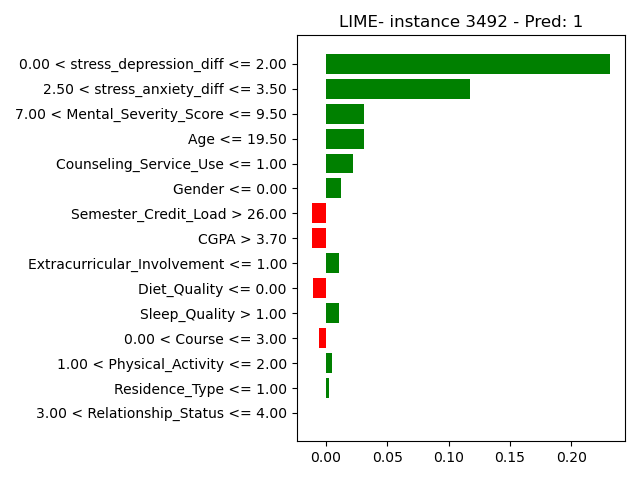 LIME- instance 3492 - Pred: 1
0.00 < stress_depression_diff <= 2.00
2.50 < stress_anxiety_diff <= 3.50
7.00 < Mental_Severity_Score <= 9.50
Age <= 19.50
Counseling_Service_Use <= 1.00
Gender <= 0.00
Semester_Credit_Load > 26.00
CGPA > 3.70
Extracurricular_Involvement <= 1.00
Diet_Quality <= 0.00
Sleep_Quality > 1.00
0.00 < Course <= 3.00
1.00 < Physical_Activity <= 2.00
Residence_Type <= 1.00
3.00 < Relationship_Status <= 4.00
0.00 0.05 0.10 0.15 0.20